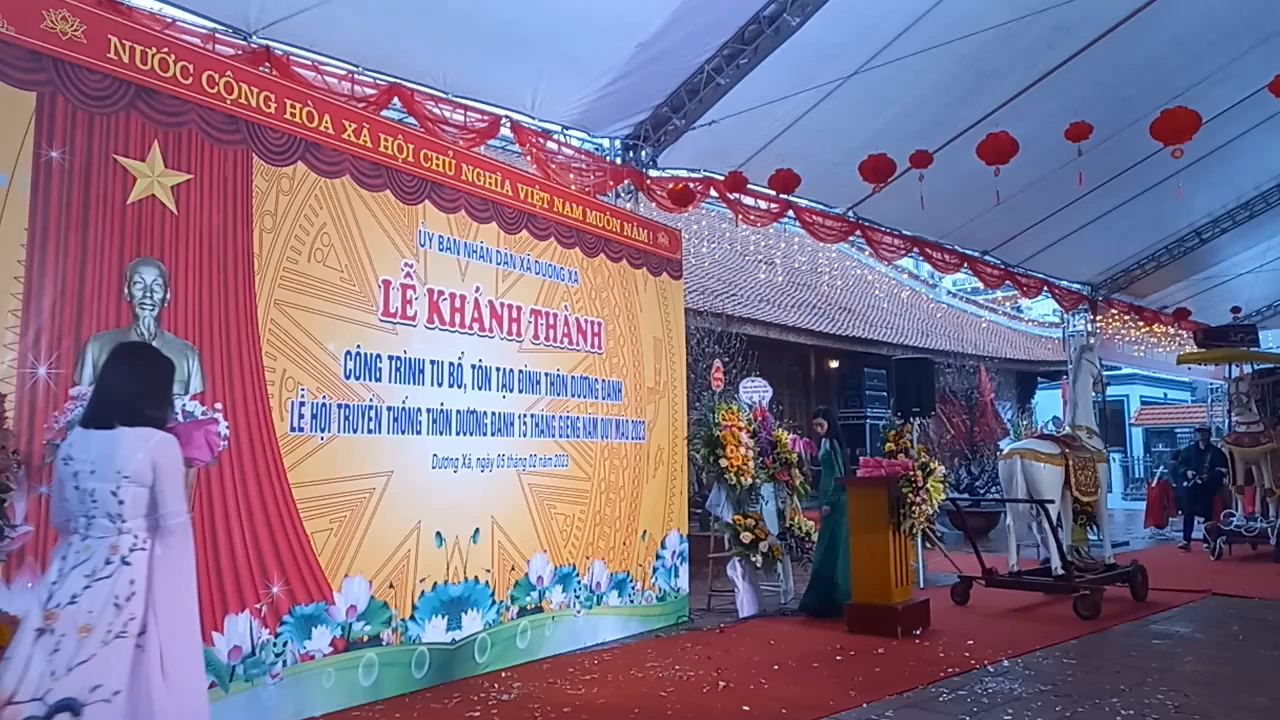 NƯỚC CỘNG HÒA XÃ HỘI CHỦ NGHĨA VIỆT NAM MUÔN NĂM !
ỦY BAN NHÂN DÂN XÃ DƯƠNG XÁ
LỄ KHÁNH THÀNH
CÔNG TRÌNH TU BỔ, TÔN TẠO ĐÌNH THÔN DƯƠNG ĐANH
LỄ HỘI TRUYỀN THỐNG THÔN DƯƠNG ĐANH 15 THÁNG GIÊNG NĂM QUÝ MÃO 2023
Dương Xá, ngày 05 tháng 02 năm 2023